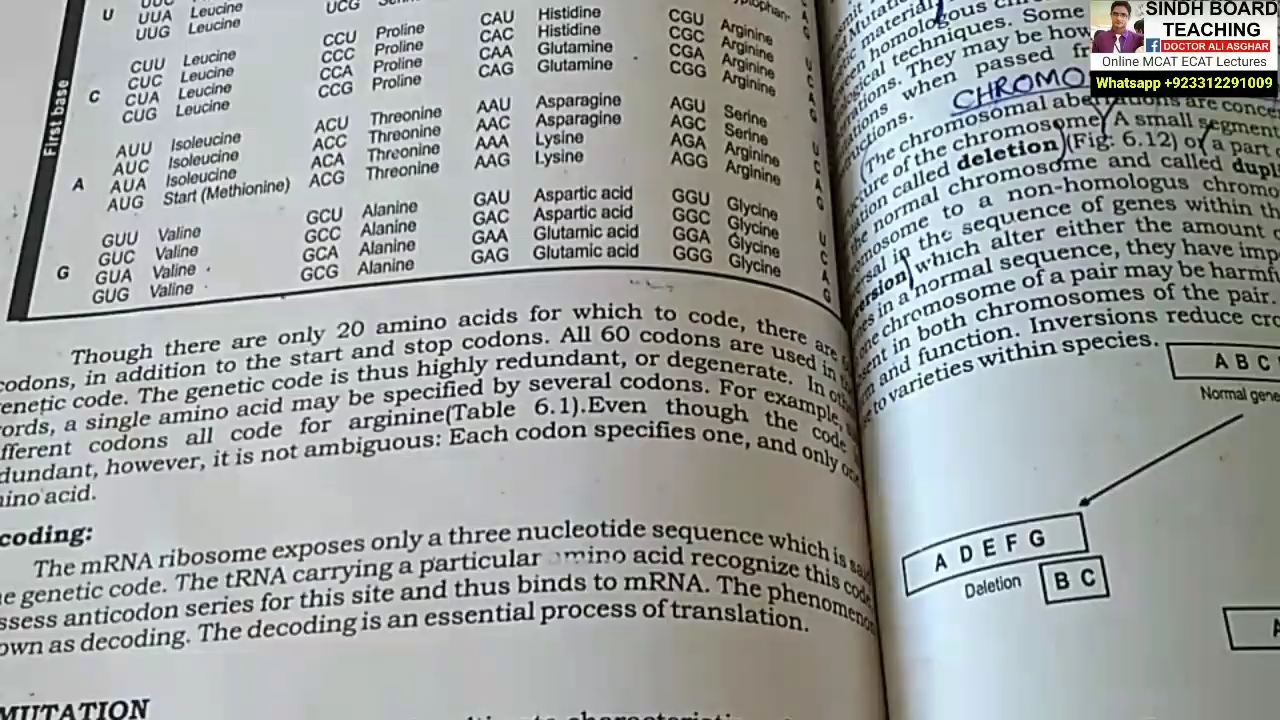 First base
U
UUA Leucine
UUG Leucine
UCG
C
CUU Leucine
CUC Leucine
CUA Leucine
CUG Leucine
CCU Proline
CCC Proline
CCA Proline
CCG Proline
CAU Histidine
CAC Histidine
CAA Glutamine
CAG Glutamine
CGU Arginine
CGC Arginine
CGA Arginine
CGG Arginine
U
C
A
G
A
AUU Isoleucine
AUC Isoleucine
AUA Isoleucine
AUG Start (Methionine)
ACU Threonine
ACC Threonine
ACA Threonine
ACG Threonine
AAU Asparagine
AAC Asparagine
AAA Lysine
AAG Lysine
AGU Serine
AGC Serine
AGA Arginine
AGG Arginine
U
C
A
G
G
GUU Valine
GUC Valine
GUA Valine
GUG Valine
GCU Alanine
GCC Alanine
GCA Alanine
GCG Alanine
GAU Aspartic acid
GAC Aspartic acid
GAA Glutamic acid
GAG Glutamic acid
GGU Glycine
GGC Glycine
GGA Glycine
GGG Glycine
U
C
A
G
Though there are only 20 amino acids for which to code, there are
codons, in addition to the start and stop codons. All 60 codons are used in
genetic code. The genetic code is thus highly redundant, or degenerate. In
a single amino acid may be specified by several codons. For example,
codons all code for arginine(Table 6.1).Even though the code
however, it is not ambiguous: Each codon specifies one, and only one
acid.
coding:
The mRNA ribosome exposes only a three nucleotide sequence which is
genetic code. The tRNA carrying a particular amino acid recognize this code
anticodon series for this site and thus binds to mRNA. The phenomenon
as decoding. The decoding is an essential process of translation.
MUTATION
homologous
techniques. Some
They may be how
when passed
CHROMO
The chromosomal aberrations are
of the chromosome. A small segment
called deletion (Fig: 6.12) or a part
normal chromosome and called
to a non-homologus
in the sequence of genes within
which alter either the amount
in a normal sequence, they have
one chromosome of a pair may be
in both chromosomes of the pair.
and function. Inversions reduce
to varieties within species.
A B C
Normal gene
A D E F G
Daletion
B C
A
SINDH BOARD
TEACHING
f DOCTOR ALI ASGHAR
Online MCAT ECAT Lectures
Whatsapp +923312291009